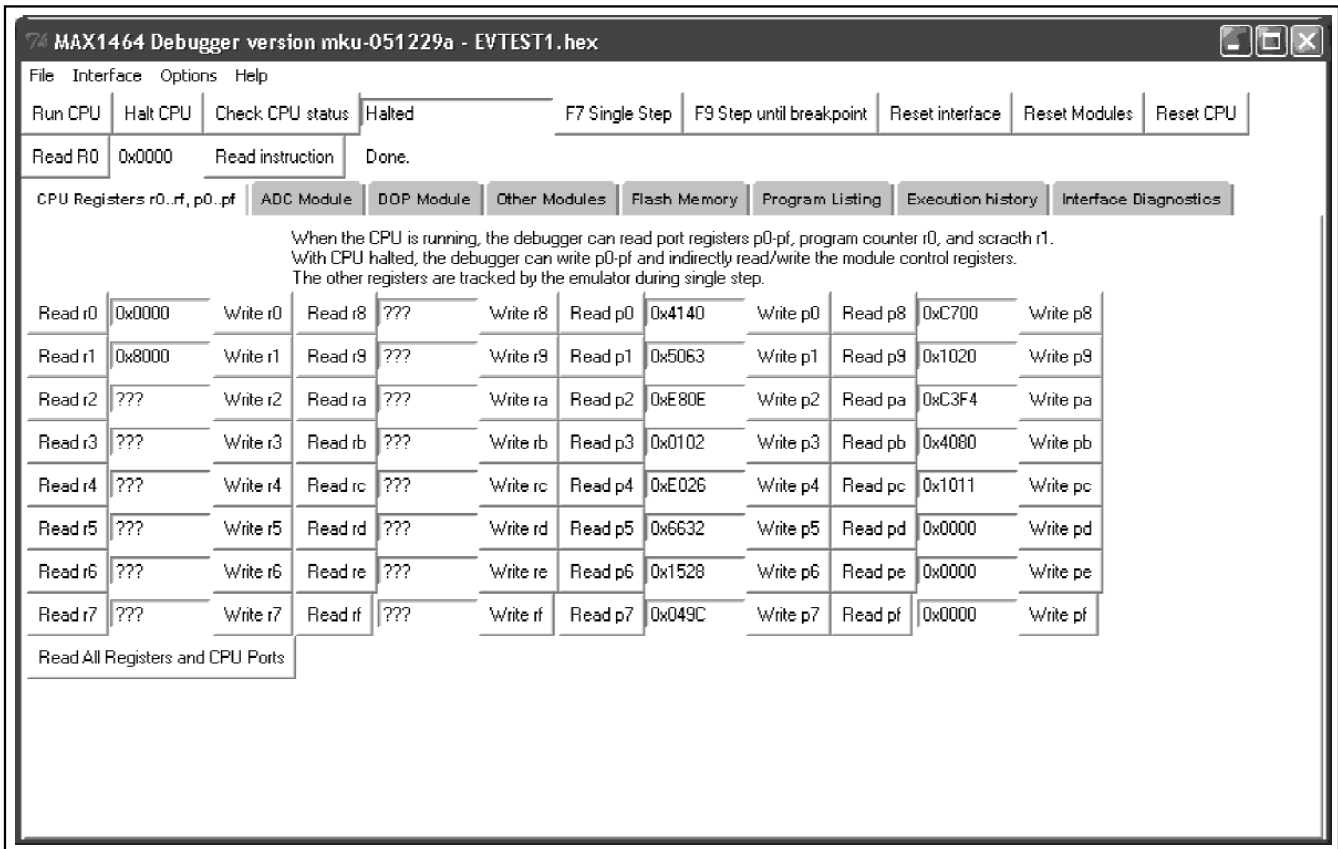 MAX1464 Debugger version mku-051229a - EVTEST1.hex
File Interface Options Help
Run CPU Halt CPU Check CPU status Halted F7 Single Step F9 Step until breakpoint Reset interface Reset Modules Reset CPU
Read R0 0x0000 Read instruction Done.
CPU Registers r0..rf, p0..pf ADC Module DOP Module Other Modules Flash Memory Program Listing Execution history Interface Diagnostics
When the CPU is running, the debugger can read port registers p0-pf, program counter r0, and scracth r1.
With CPU halted, the debugger can write p0-pf and indirectly read/write the module control registers.
The other registers are tracked by the emulator during single step.
Read r0 0x0000 Write r0 Read r8 ??? Write r8 Read p0 0x4140 Write p0 Read p8 0xC700 Write p8
Read r1 0x8000 Write r1 Read r9 ??? Write r9 Read p1 0x5063 Write p1 Read p9 0x1020 Write p9
Read r2 ??? Write r2 Read ra ??? Write ra Read p2 0xE80E Write p2 Read pa 0xC3F4 Write pa
Read r3 ??? Write r3 Read rb ??? Write rb Read p3 0x0102 Write p3 Read pb 0x4080 Write pb
Read r4 ??? Write r4 Read rc ??? Write rc Read p4 0xE026 Write p4 Read pc 0x1011 Write pc
Read r5 ??? Write r5 Read rd ??? Write rd Read p5 0x6632 Write p5 Read pd 0x0000 Write pd
Read r6 ??? Write r6 Read re ??? Write re Read p6 0x1528 Write p6 Read pe 0x0000 Write pe
Read r7 ??? Write r7 Read rf ??? Write rf Read p7 0x049C Write p7 Read pf 0x0000 Write pf
Read All Registers and CPU Ports